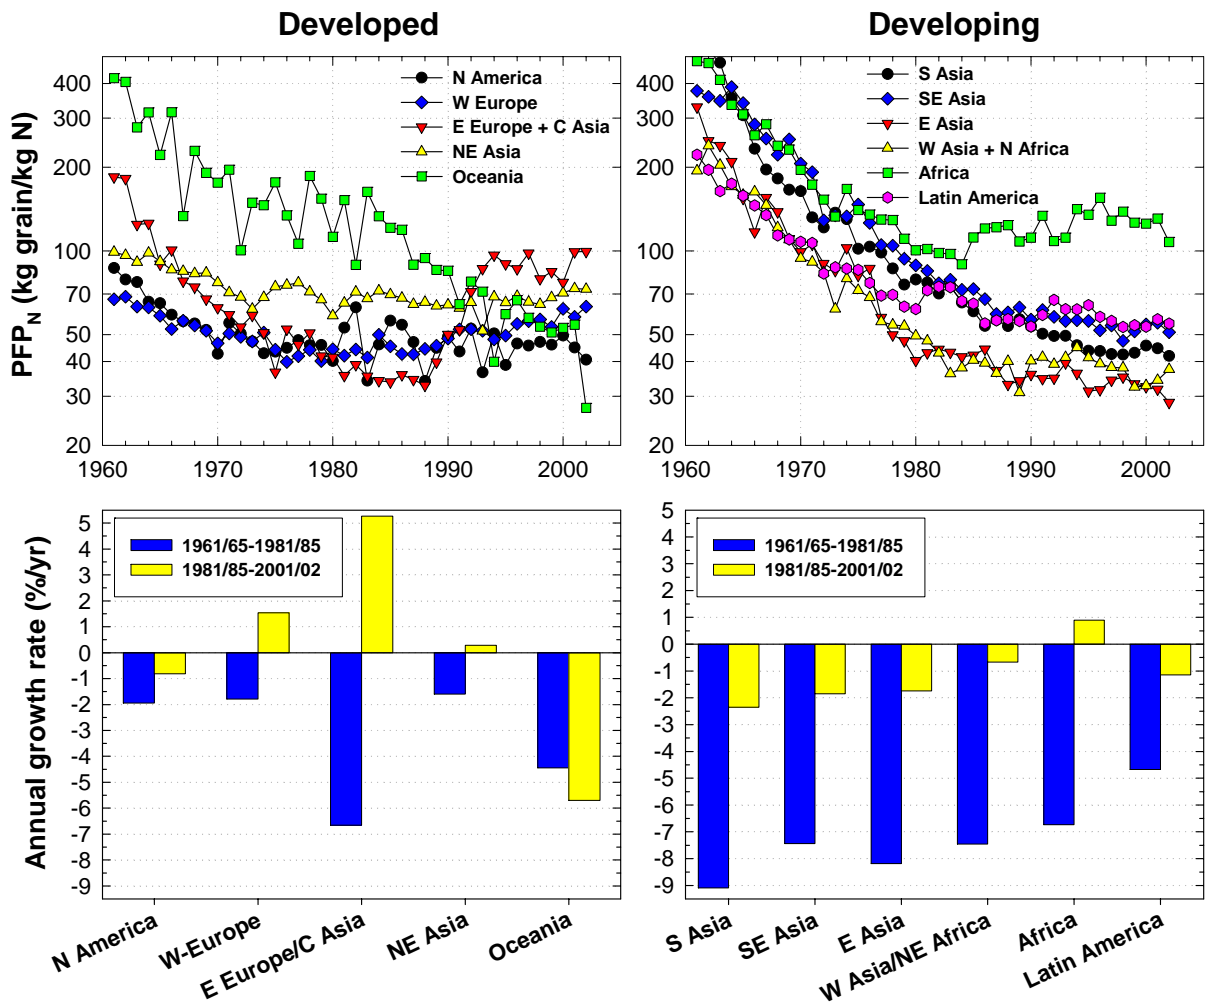 Developed
PFP_N (kg grain/kg N)
400
300
200
100
70
50
40
30
20
N America
W Europe
E Europe + C Asia
NE Asia
Oceania
1960 1970 1980 1990 2000
Developing
400
300
200
100
70
50
40
30
20
S Asia
SE Asia
E Asia
W Asia + N Africa
Africa
Latin America
1960 1970 1980 1990 2000
Annual growth rate (%/yr)
5
4
3
2
1
0
-1
-2
-3
-4
-5
-6
-7
-8
-9
1961/65-1981/85
1981/85-2001/02
N America
W-Europe
E Europe/C Asia
NE Asia
Oceania
5
4
3
2
1
0
-1
-2
-3
-4
-5
-6
-7
-8
-9
1961/65-1981/85
1981/85-2001/02
S Asia
SE Asia
E Asia
W Asia/NE Africa
Africa
Latin America